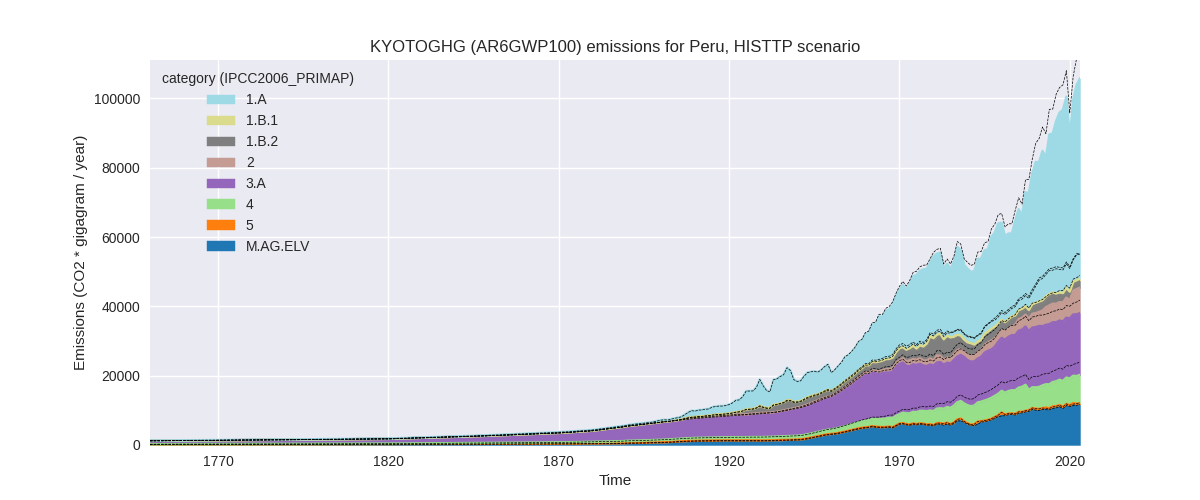 KYOTOGHG (AR6GWP100) emissions for Peru, HISTTP scenario
category (IPCC2006_PRIMAP)
1.A
1.B.1
1.B.2
2
3.A
4
5
M.AG.ELV
Emissions (CO2 * gigagram / year)
100000
80000
60000
40000
20000
0
1770
1820
1870
1920
1970
2020
Time